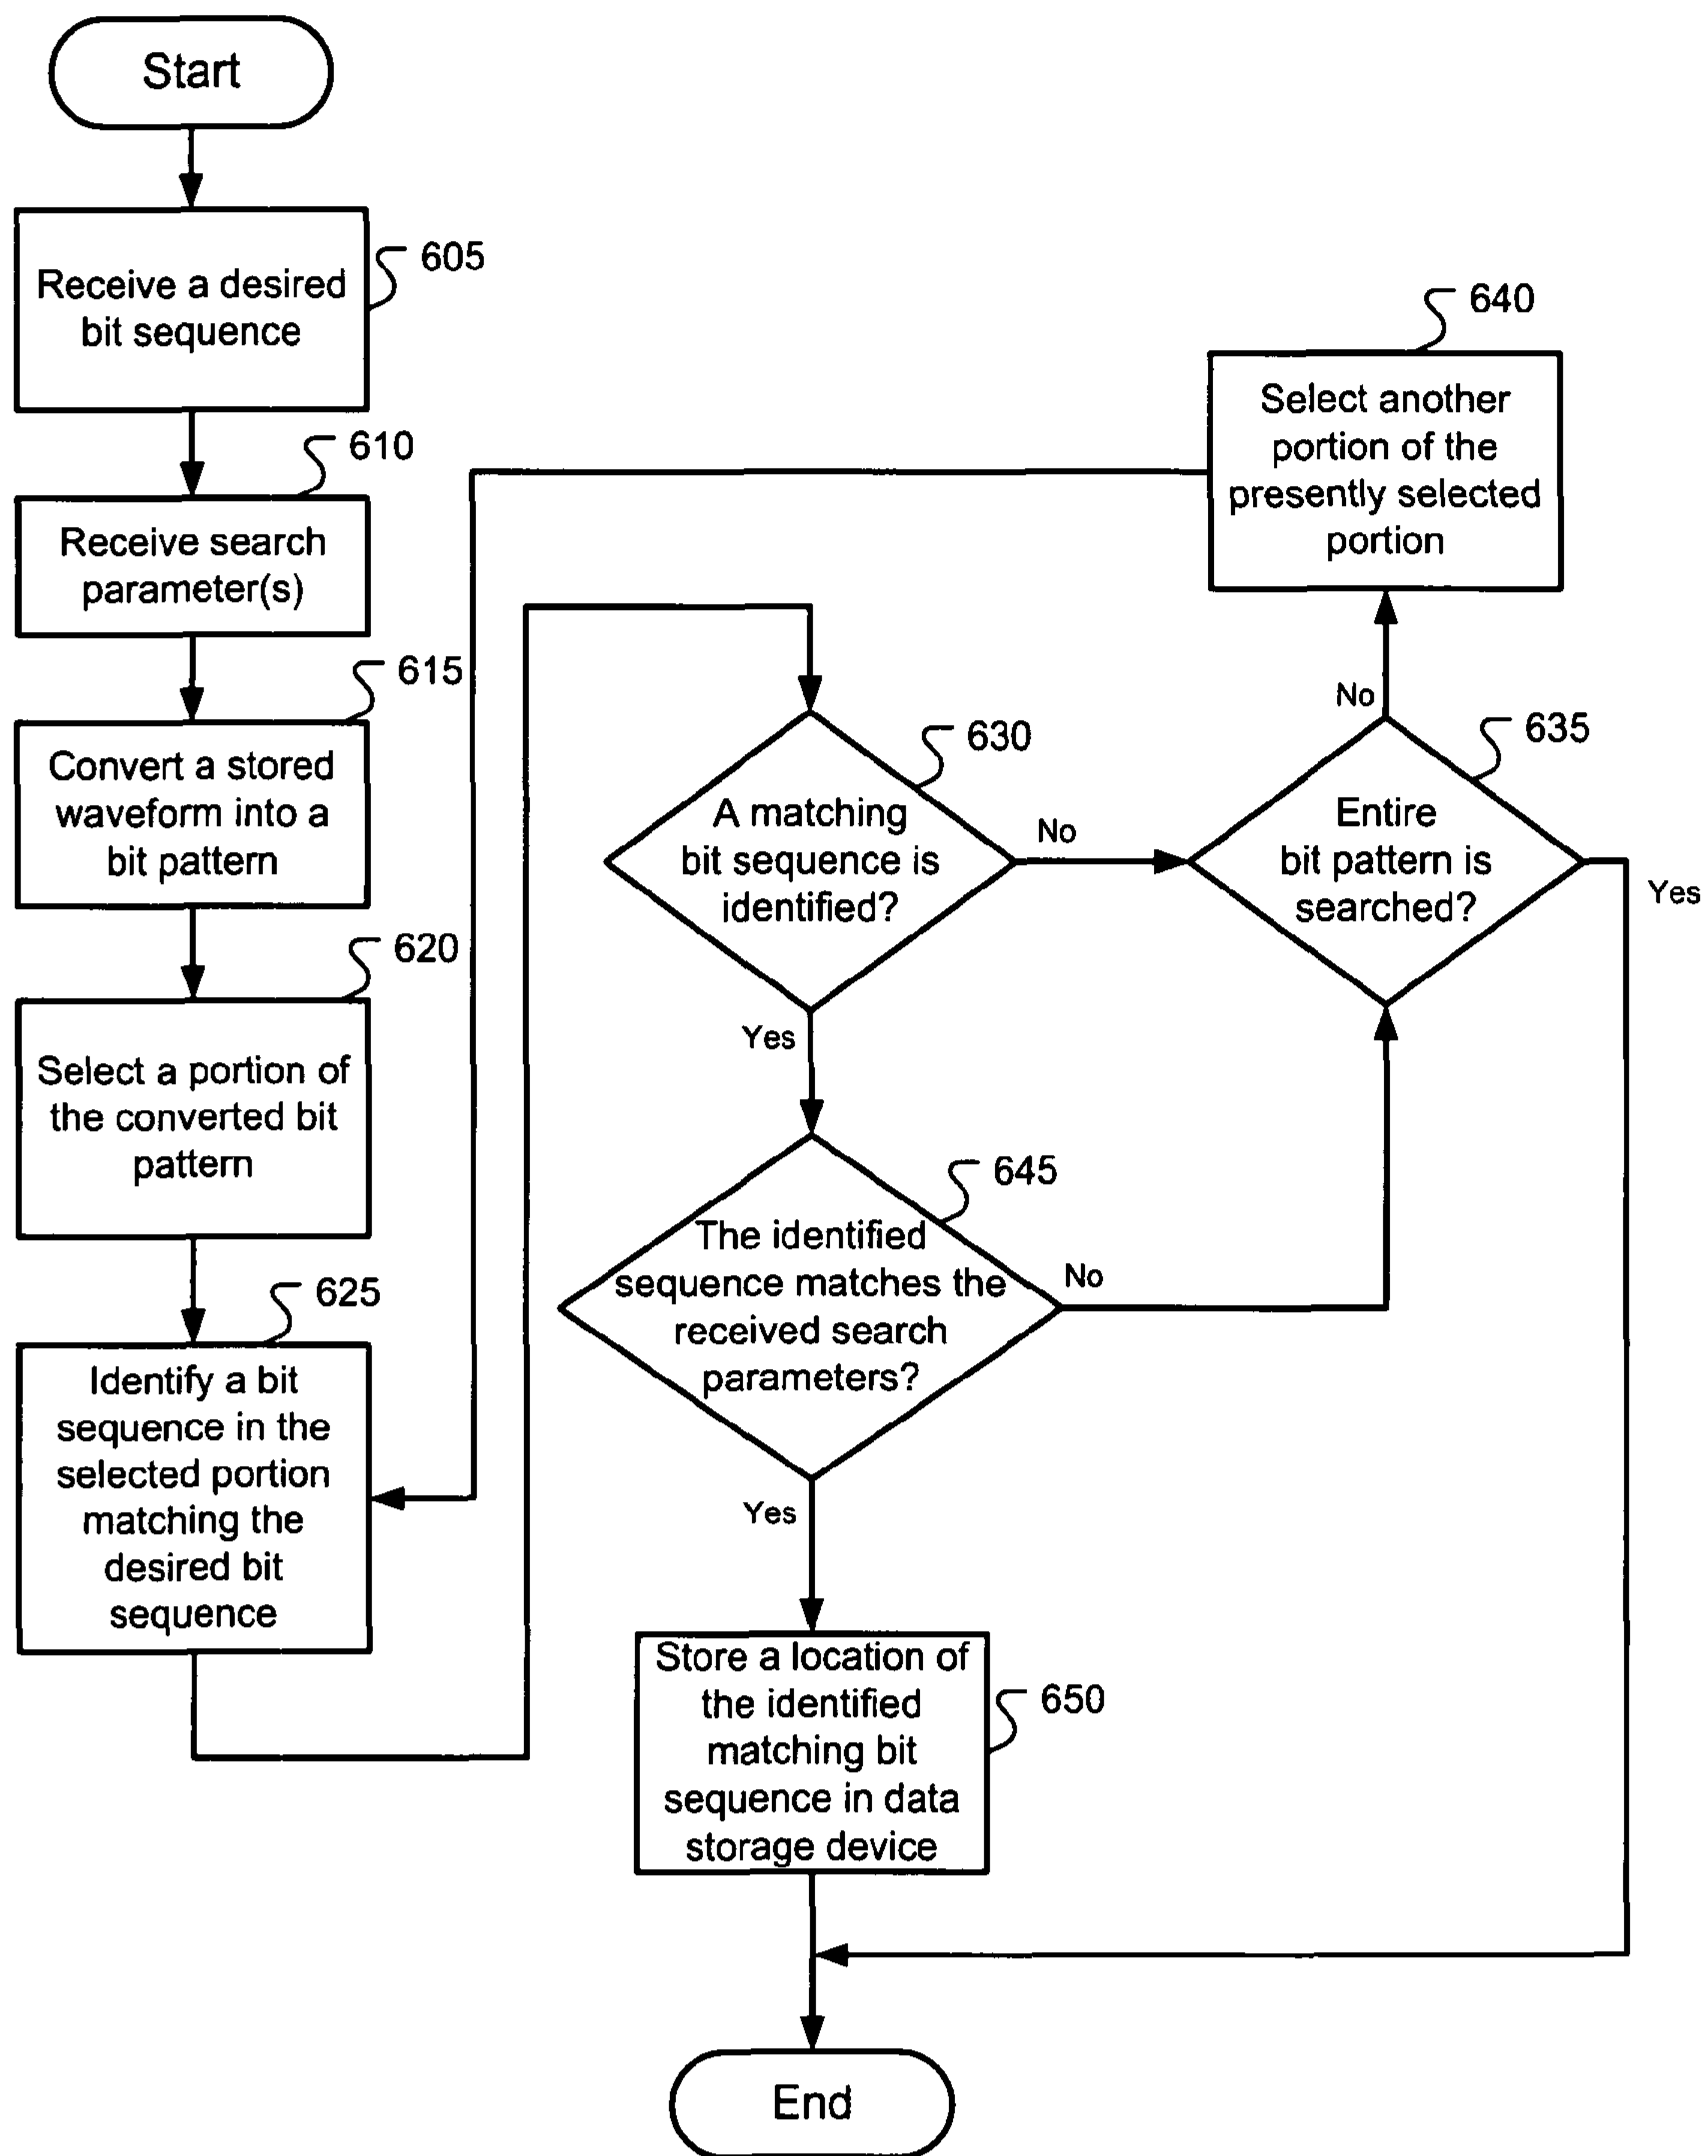 Start
Receive a desired
bit sequence
605
Receive search
parameter(s)
610
Convert a stored
waveform into a
bit pattern
615
Select a portion of
the converted bit
pattern
620
Identify a bit
sequence in the
selected portion
matching the
desired bit
sequence
625
A matching
bit sequence is
identified?
630
No
Yes
Entire
bit pattern is
searched?
635
No
Yes
Select another
portion of the
presently selected
portion
640
The identified
sequence matches the
received search
parameters?
645
No
Yes
Store a location of
the identified
matching bit
sequence in data
storage device
650
End